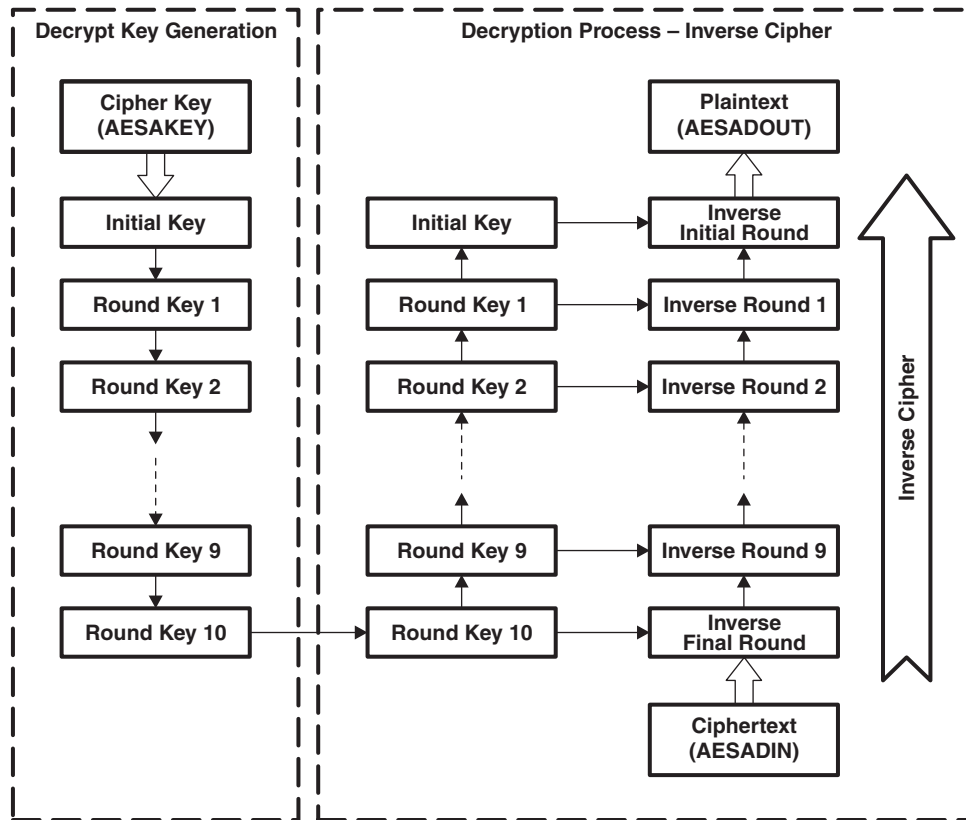 Decrypt Key Generation
Cipher Key
(AESAKEY)
Initial Key
Round Key 1
Round Key 2
Round Key 9
Round Key 10
Decryption Process – Inverse Cipher
Initial Key
Round Key 1
Round Key 2
Round Key 9
Round Key 10
Plaintext
(AESADOUT)
Inverse
Initial Round
Inverse Round 1
Inverse Round 2
Inverse Round 9
Inverse
Final Round
Ciphertext
(AESADIN)
Inverse Cipher